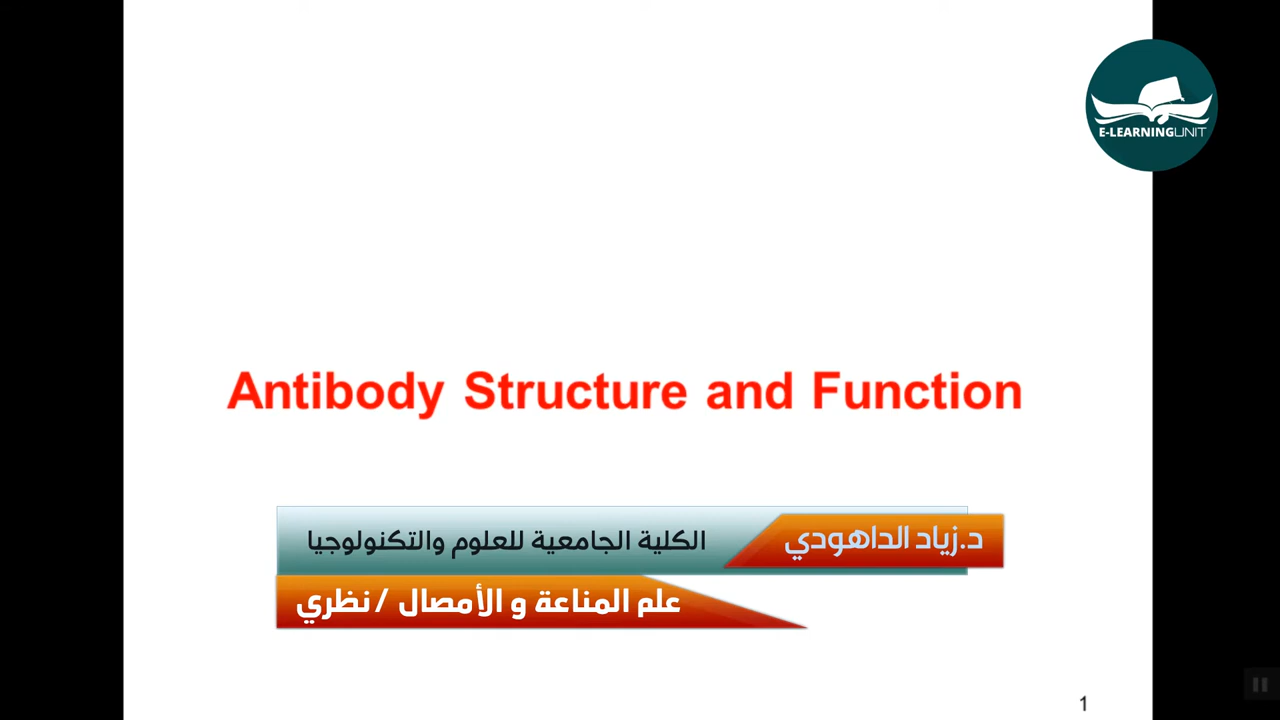 E-LEARNINGUNIT
Antibody Structure and Function
د.زياد الداهودي
الكلية الجامعية للعلوم والتكنولوجيا
علم المناعة و الأمصال / نظري
1